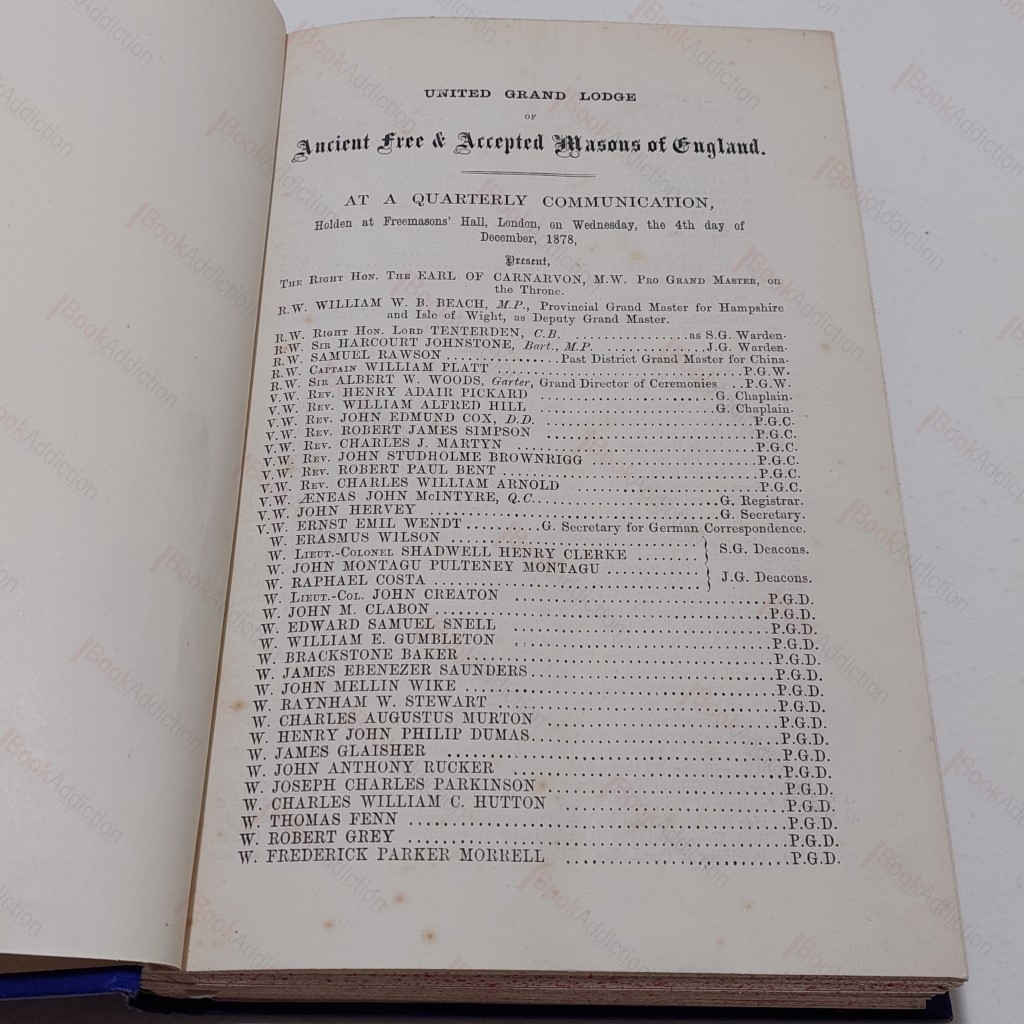 UNITED GRAND LODGE
OF
Ancient Free & Accepted Masons of England.
AT A QUARTERLY COMMUNICATION,
Holden at Freemasons' Hall, London, on Wednesday, the 4th day of
December, 1878,
Present,
The Right Hon. The EARL OF CARNARVON, M.W. Pro Grand Master, on
the Throne.
R.W. WILLIAM W. B. BEACH, M.P., Provincial Grand Master for Hampshire
and Isle of Wight, as Deputy Grand Master.
R.W. Right Hon. Lord TENTERDEN, C.B. ..................as S.G. Warden.
R.W. Sir HARCOURT JOHNSTONE, Bart., M.P. ..............J.G. Warden.
R.W. SAMUEL RAWSON ..............Past District Grand Master for China.
R.W. Captain WILLIAM PLATT ..............................P.G.W.
R.W. Sir ALBERT W. WOODS, Garter, Grand Director of Ceremonies ..P.G.W.
V.W. Rev. HENRY ADAIR PICKARD ......................G. Chaplain.
V.W. Rev. WILLIAM ALFRED HILL ......................G. Chaplain.
V.W. Rev. JOHN EDMUND COX, D.D. ..........................P.G.C.
V.W. Rev. ROBERT JAMES SIMPSON ..........................P.G.C.
V.W. Rev. CHARLES J. MARTYN ..............................P.G.C.
V.W. Rev. JOHN STUDHOLME BROWNRIGG ....................P.G.C.
V.W. Rev. ROBERT PAUL BENT ..............................P.G.C.
V.W. Rev. CHARLES WILLIAM ARNOLD ......................P.G.C.
V.W. ÆNEAS JOHN McINTYRE, Q.C.......................G. Registrar.
V.W. JOHN HERVEY ....................................G. Secretary.
V.W. ERNST EMIL WENDT..........G. Secretary for German Correspondence.
W. ERASMUS WILSON ................................
W. Lieut.-Colonel SHADWELL HENRY CLERKE ....... } S.G. Deacons.
W. JOHN MONTAGU PULTENEY MONTAGU ...........
W. RAPHAEL COSTA ................................. } J.G. Deacons.
W. Lieut.-Col. JOHN CREATON ..............................P.G.D.
W. JOHN M. CLABON ........................................P.G.D.
W. EDWARD SAMUEL SNELL ..............................P.G.D.
W. WILLIAM E. GUMBLETON ..............................P.G.D.
W. BRACKSTONE BAKER ....................................P.G.D.
W. JAMES EBENEZER SAUNDERS............................P.G.D.
W. JOHN MELLIN WIKE ....................................P.G.D.
W. RAYNHAM W. STEWART ................................P.G.D.
W. CHARLES AUGUSTUS MURTON ..........................P.G.D.
W. HENRY JOHN PHILIP DUMAS............................P.G.D.
W. JAMES GLAISHER ......................................P.G.D.
W. JOHN ANTHONY RUCKER ..............................P.G.D.
W. JOSEPH CHARLES PARKINSON ..........................P.G.D.
W. CHARLES WILLIAM C. HUTTON ........................P.G.D.
W. THOMAS FENN ..........................................P.G.D.
W. ROBERT GREY ..........................................P.G.D.
W. FREDERICK PARKER MORRELL ........................P.G.D.
BookAddiction